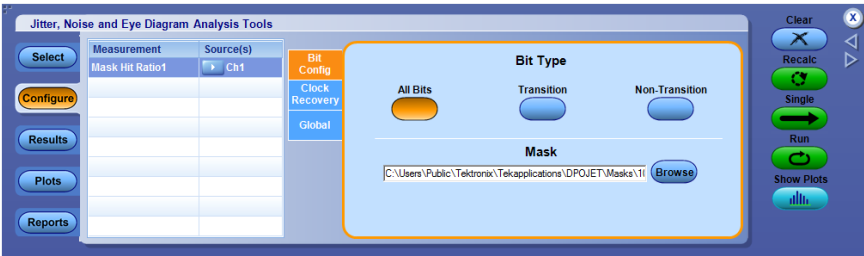 Jitter, Noise and Eye Diagram Analysis Tools
Clear
X
Select
Measurement
Source(s)
Mask Hit Ratio1
Ch1
Bit
Config
Bit Type
Recalc
Configure
Clock
Recovery
All Bits
Transition
Non-Transition
Single
Global
Results
Mask
Run
C:\Users\Public\Tektronix\Tekapplications\DPOJET\Masks\1
Browse
Plots
Show Plots
Reports